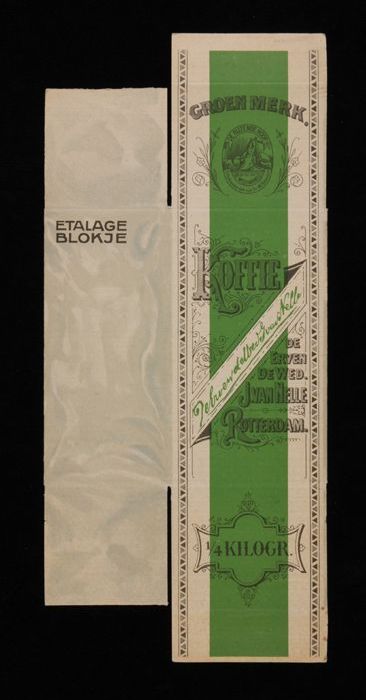 ETALAGE
BLOKJE
GROEN MERK.
KOFFIE
De Erven de Wed. J. van Nelle
DE
ERVEN
DE WED.
J. VAN NELLE
ROTTERDAM.
1/4 KILOGR.